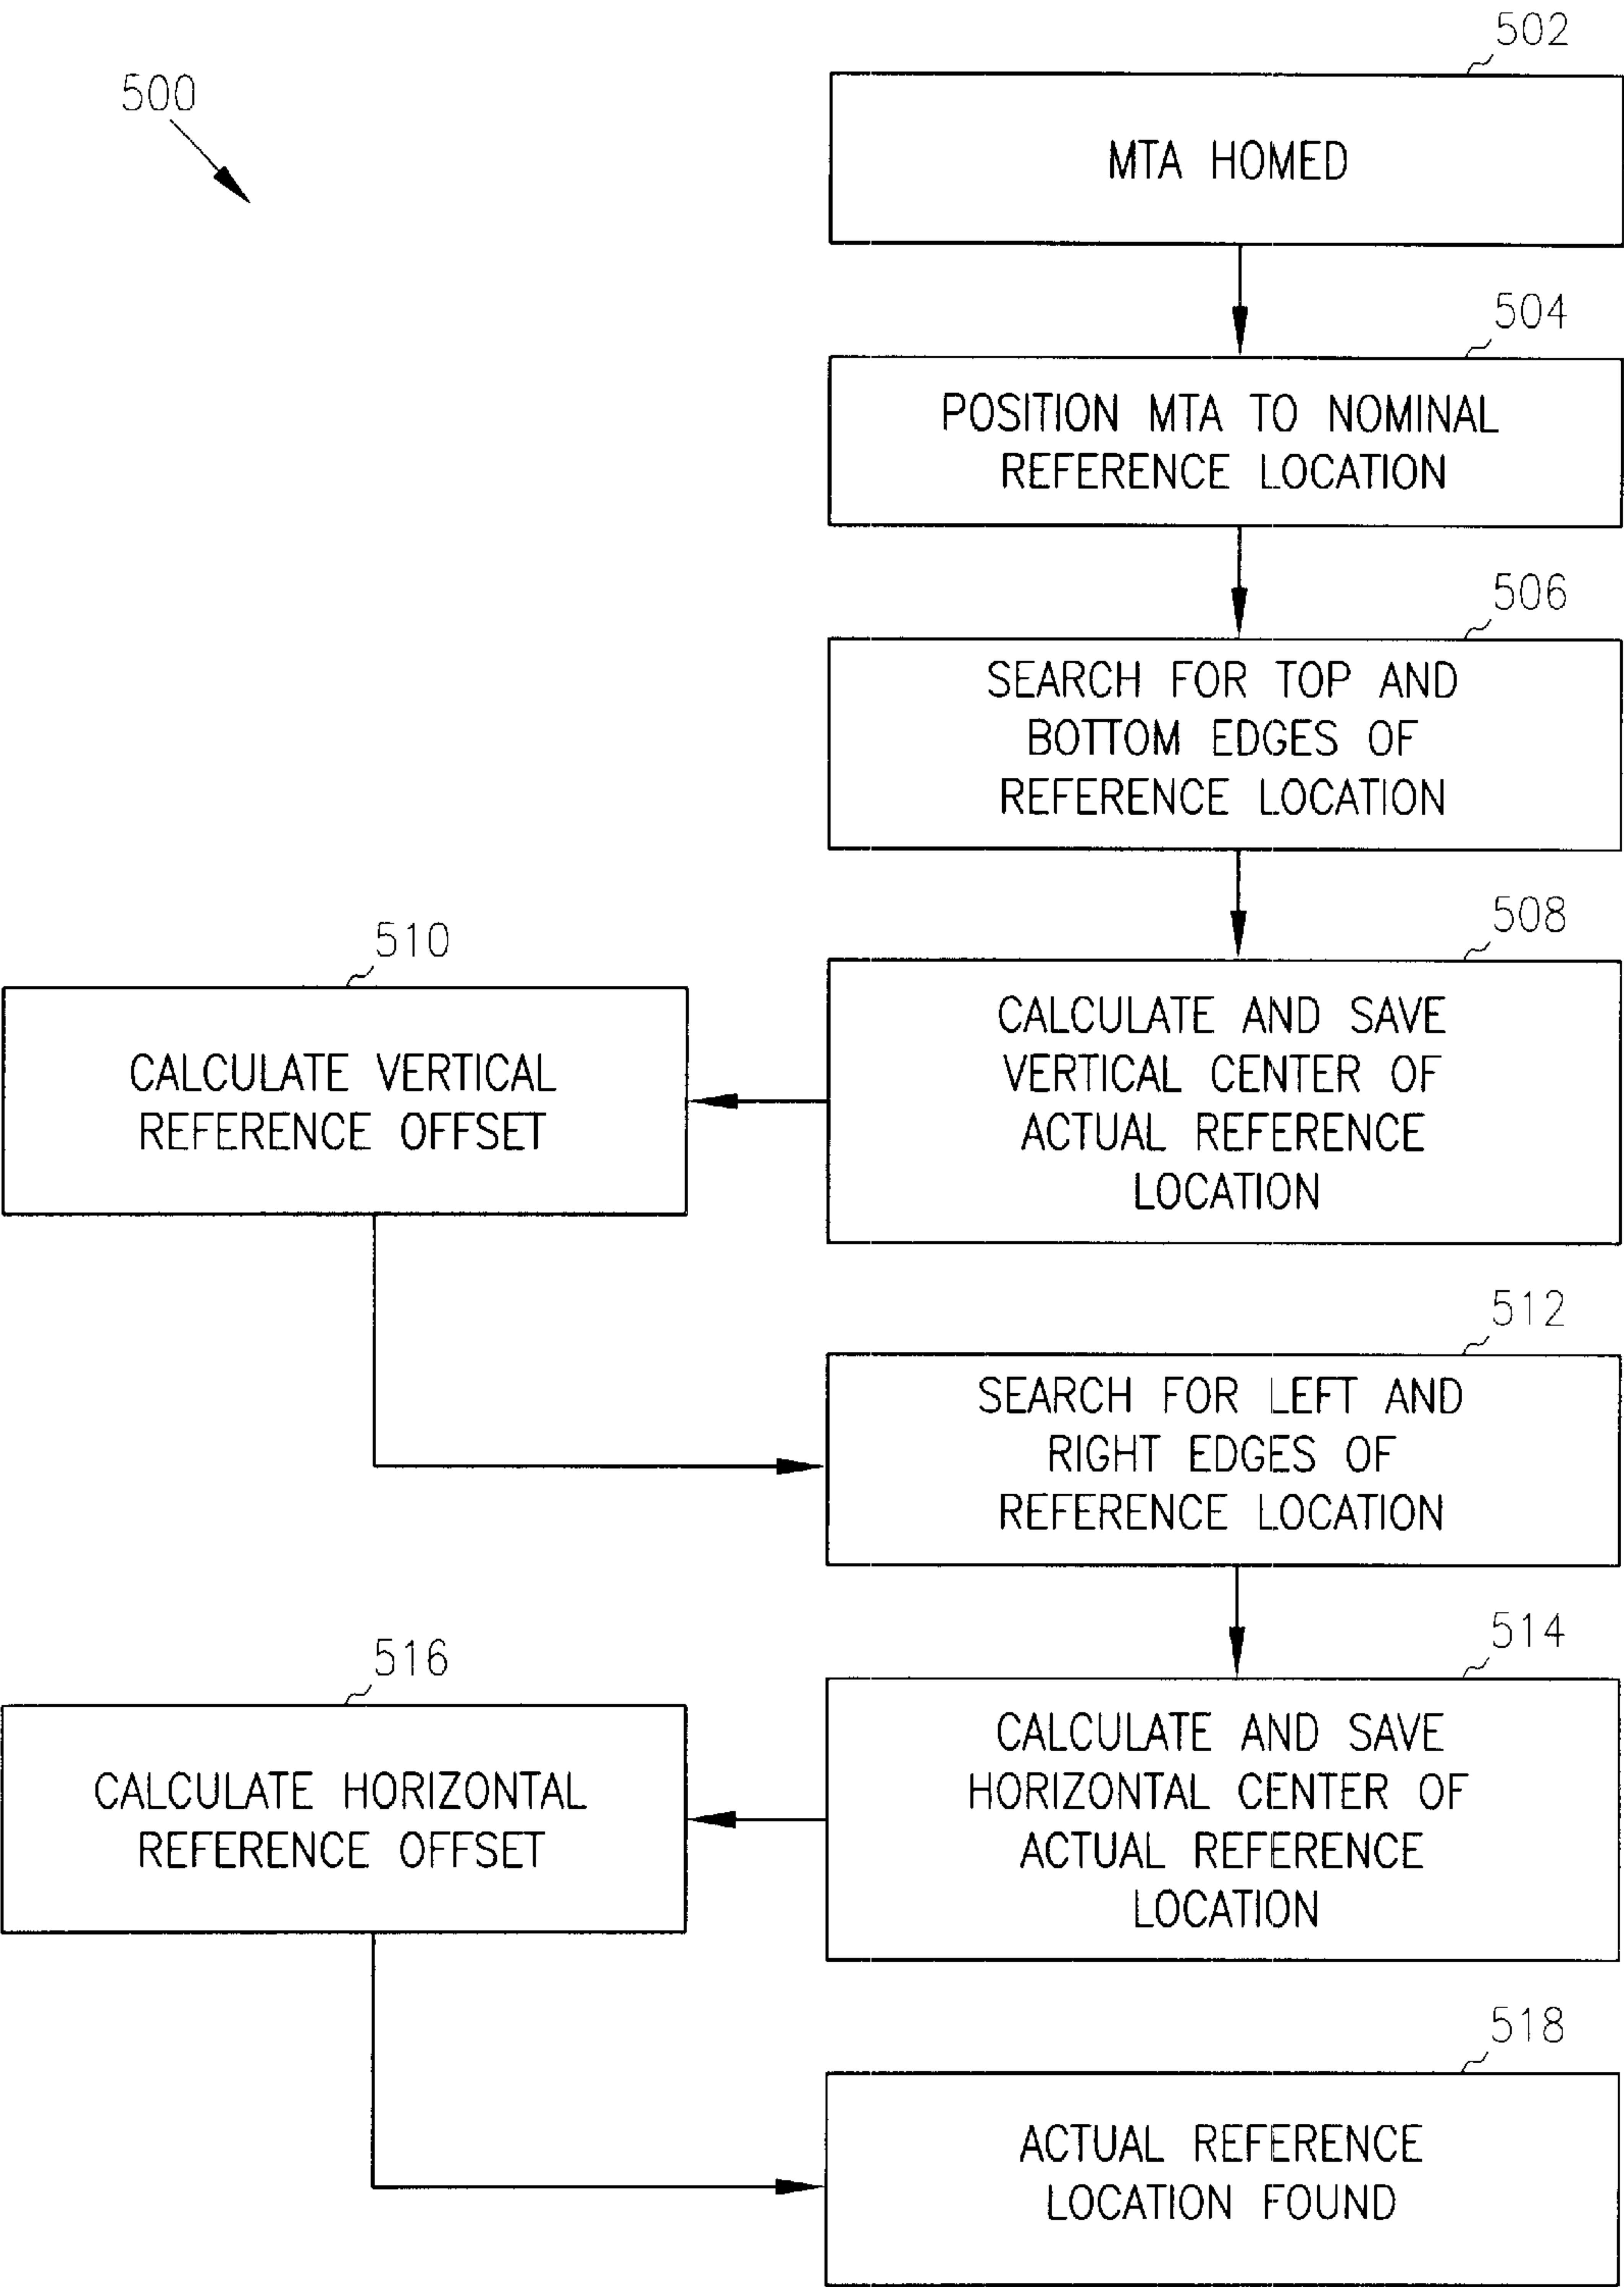 500
502
MTA HOMED
504
POSITION MTA TO NOMINAL
REFERENCE LOCATION
506
SEARCH FOR TOP AND
BOTTOM EDGES OF
REFERENCE LOCATION
508
CALCULATE AND SAVE
VERTICAL CENTER OF
ACTUAL REFERENCE
LOCATION
510
CALCULATE VERTICAL
REFERENCE OFFSET
512
SEARCH FOR LEFT AND
RIGHT EDGES OF
REFERENCE LOCATION
514
CALCULATE AND SAVE
HORIZONTAL CENTER OF
ACTUAL REFERENCE
LOCATION
516
CALCULATE HORIZONTAL
REFERENCE OFFSET
518
ACTUAL REFERENCE
LOCATION FOUND